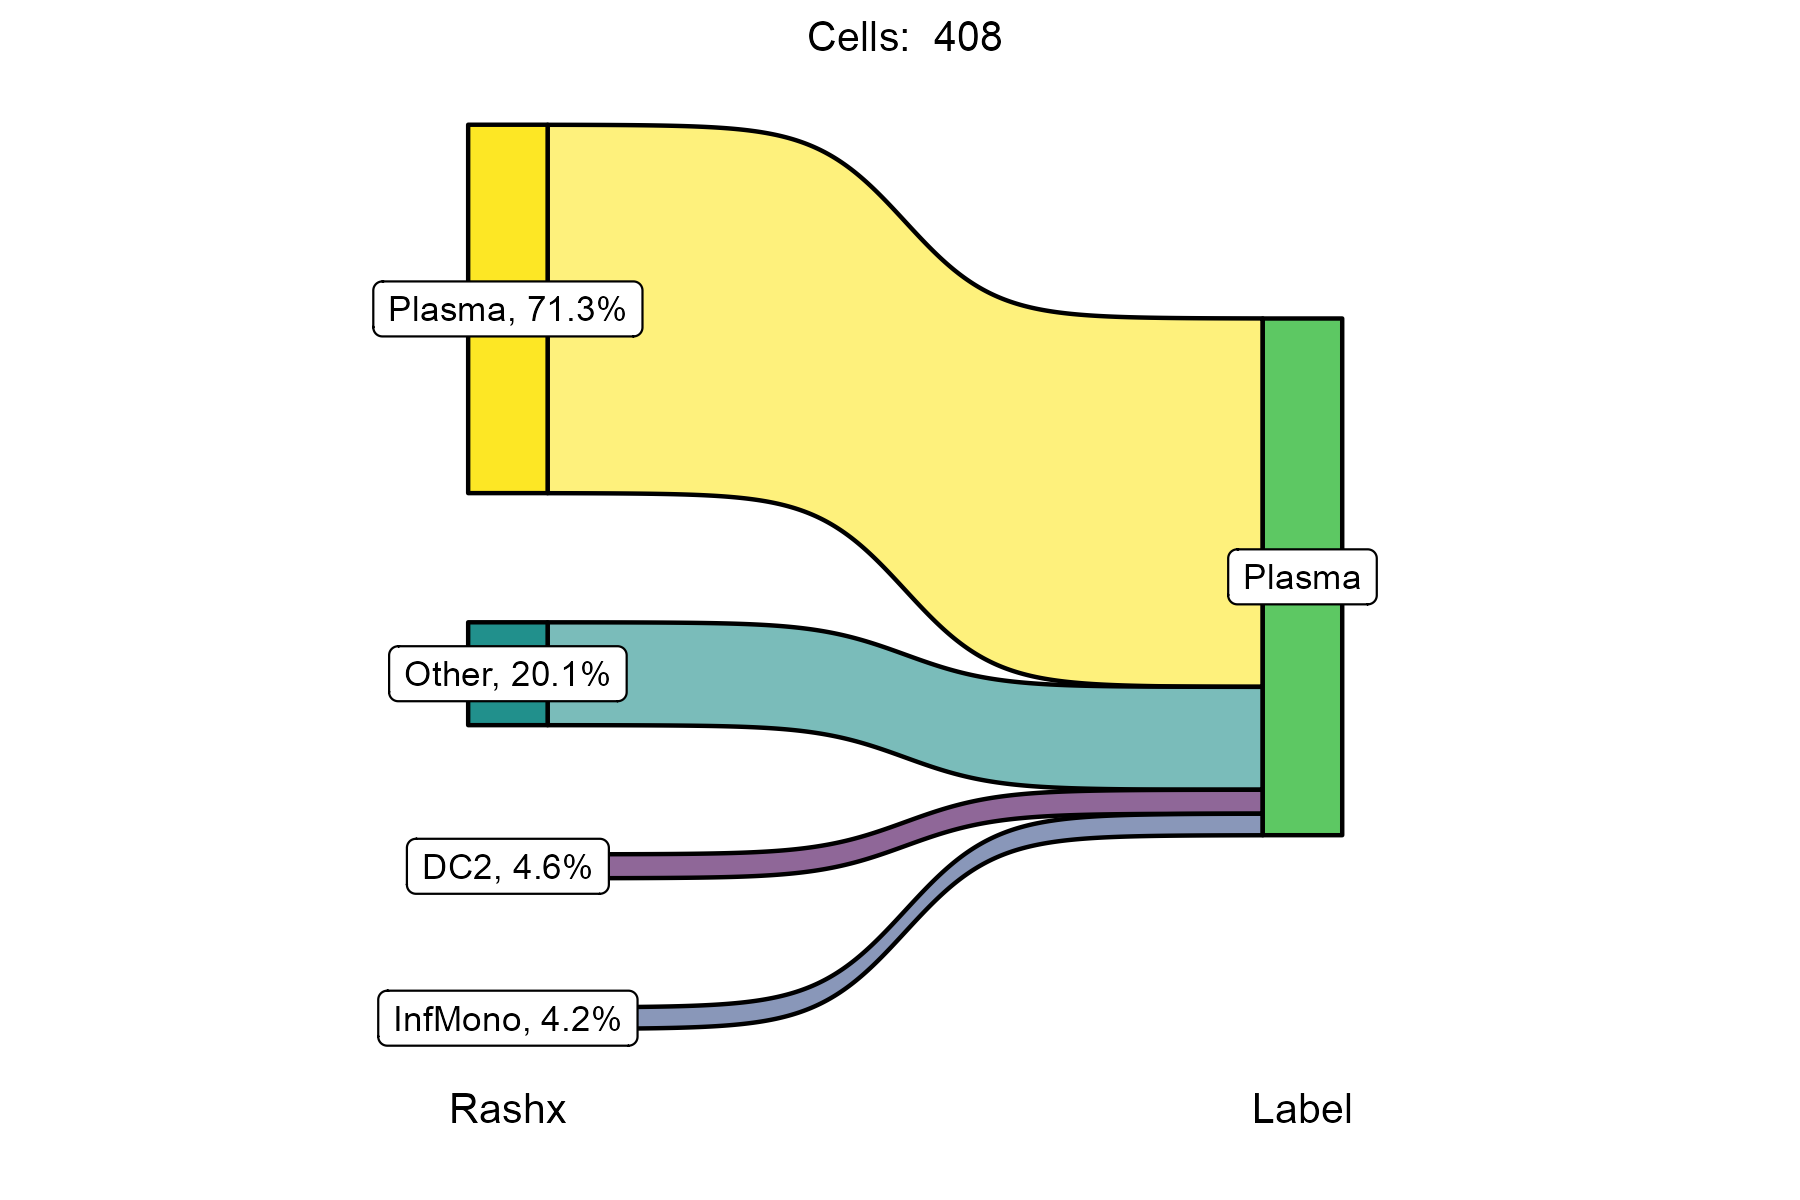 Cells:  408
Plasma, 71.3%
Plasma
Other, 20.1%
DC2, 4.6%
InfMono, 4.2%
Rashx
Label